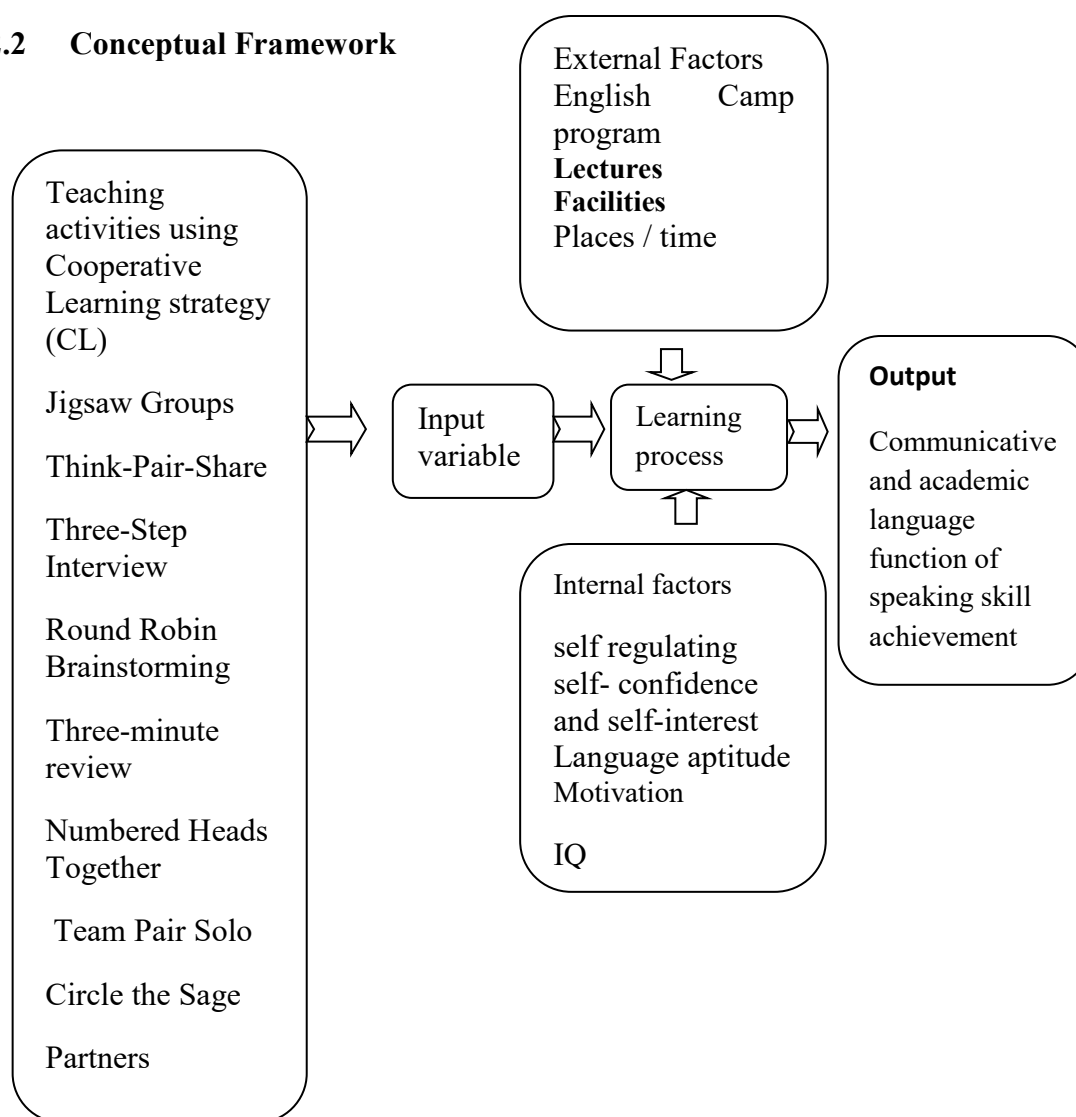 .2 Conceptual Framework
Teaching
activities using
Cooperative
Learning strategy
(CL)
Jigsaw Groups
Think-Pair-Share
Three-Step
Interview
Round Robin
Brainstorming
Three-minute
review
Numbered Heads
Together
Team Pair Solo
Circle the Sage
Partners
Input
variable
External Factors
English Camp
program
Lectures
Facilities
Places / time
Learning
process
Internal factors
self regulating
self- confidence
and self-interest
Language aptitude
Motivation
IQ
Output
Communicative
and academic
language
function of
speaking skill
achievement